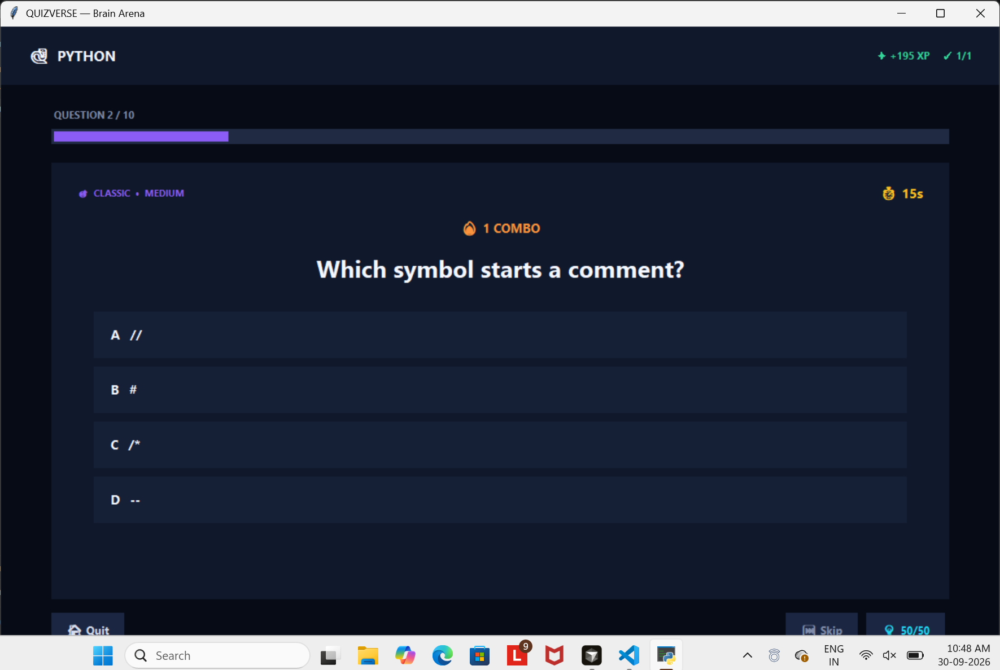 QUIZVERSE — Brain Arena
PYTHON
+195 XP ✓ 1/1
QUESTION 2 / 10
CLASSIC • MEDIUM
15s
1 COMBO
Which symbol starts a comment?
A //
B #
C /*
D --
Quit
Skip
50/50
Search
L
9
ENG
IN
10:48 AM
30-09-2026